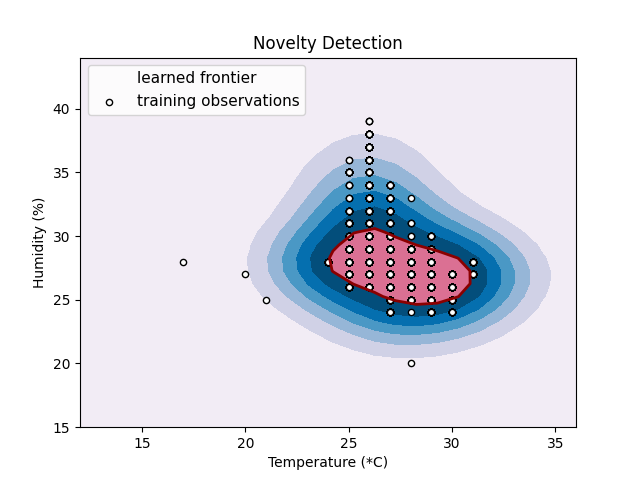 Novelty Detection
learned frontier
training observations
40
35
30
25
20
15
Humidity (%)
15 20 25 30 35
Temperature (*C)